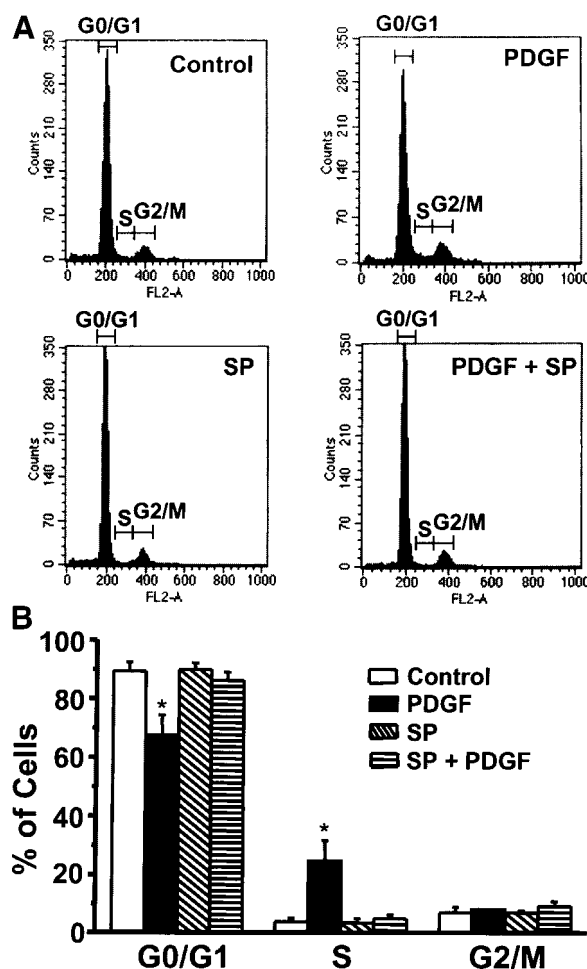 A
G0/G1
Control
S G2/M
Counts
0 70 140 210 280 350
0 200 400 600 800 1000
FL2-A
G0/G1
PDGF
S G2/M
Counts
0 70 140 210 280 350
0 200 400 600 800 1000
FL2-A
G0/G1
SP
S G2/M
Counts
0 70 140 210 280 350
0 200 400 600 800 1000
FL2-A
G0/G1
PDGF + SP
S G2/M
Counts
0 70 140 210 280 350
0 200 400 600 800 1000
FL2-A
B
% of Cells
100
80
60
40
20
0
*
*
Control
PDGF
SP
SP + PDGF
G0/G1 S G2/M